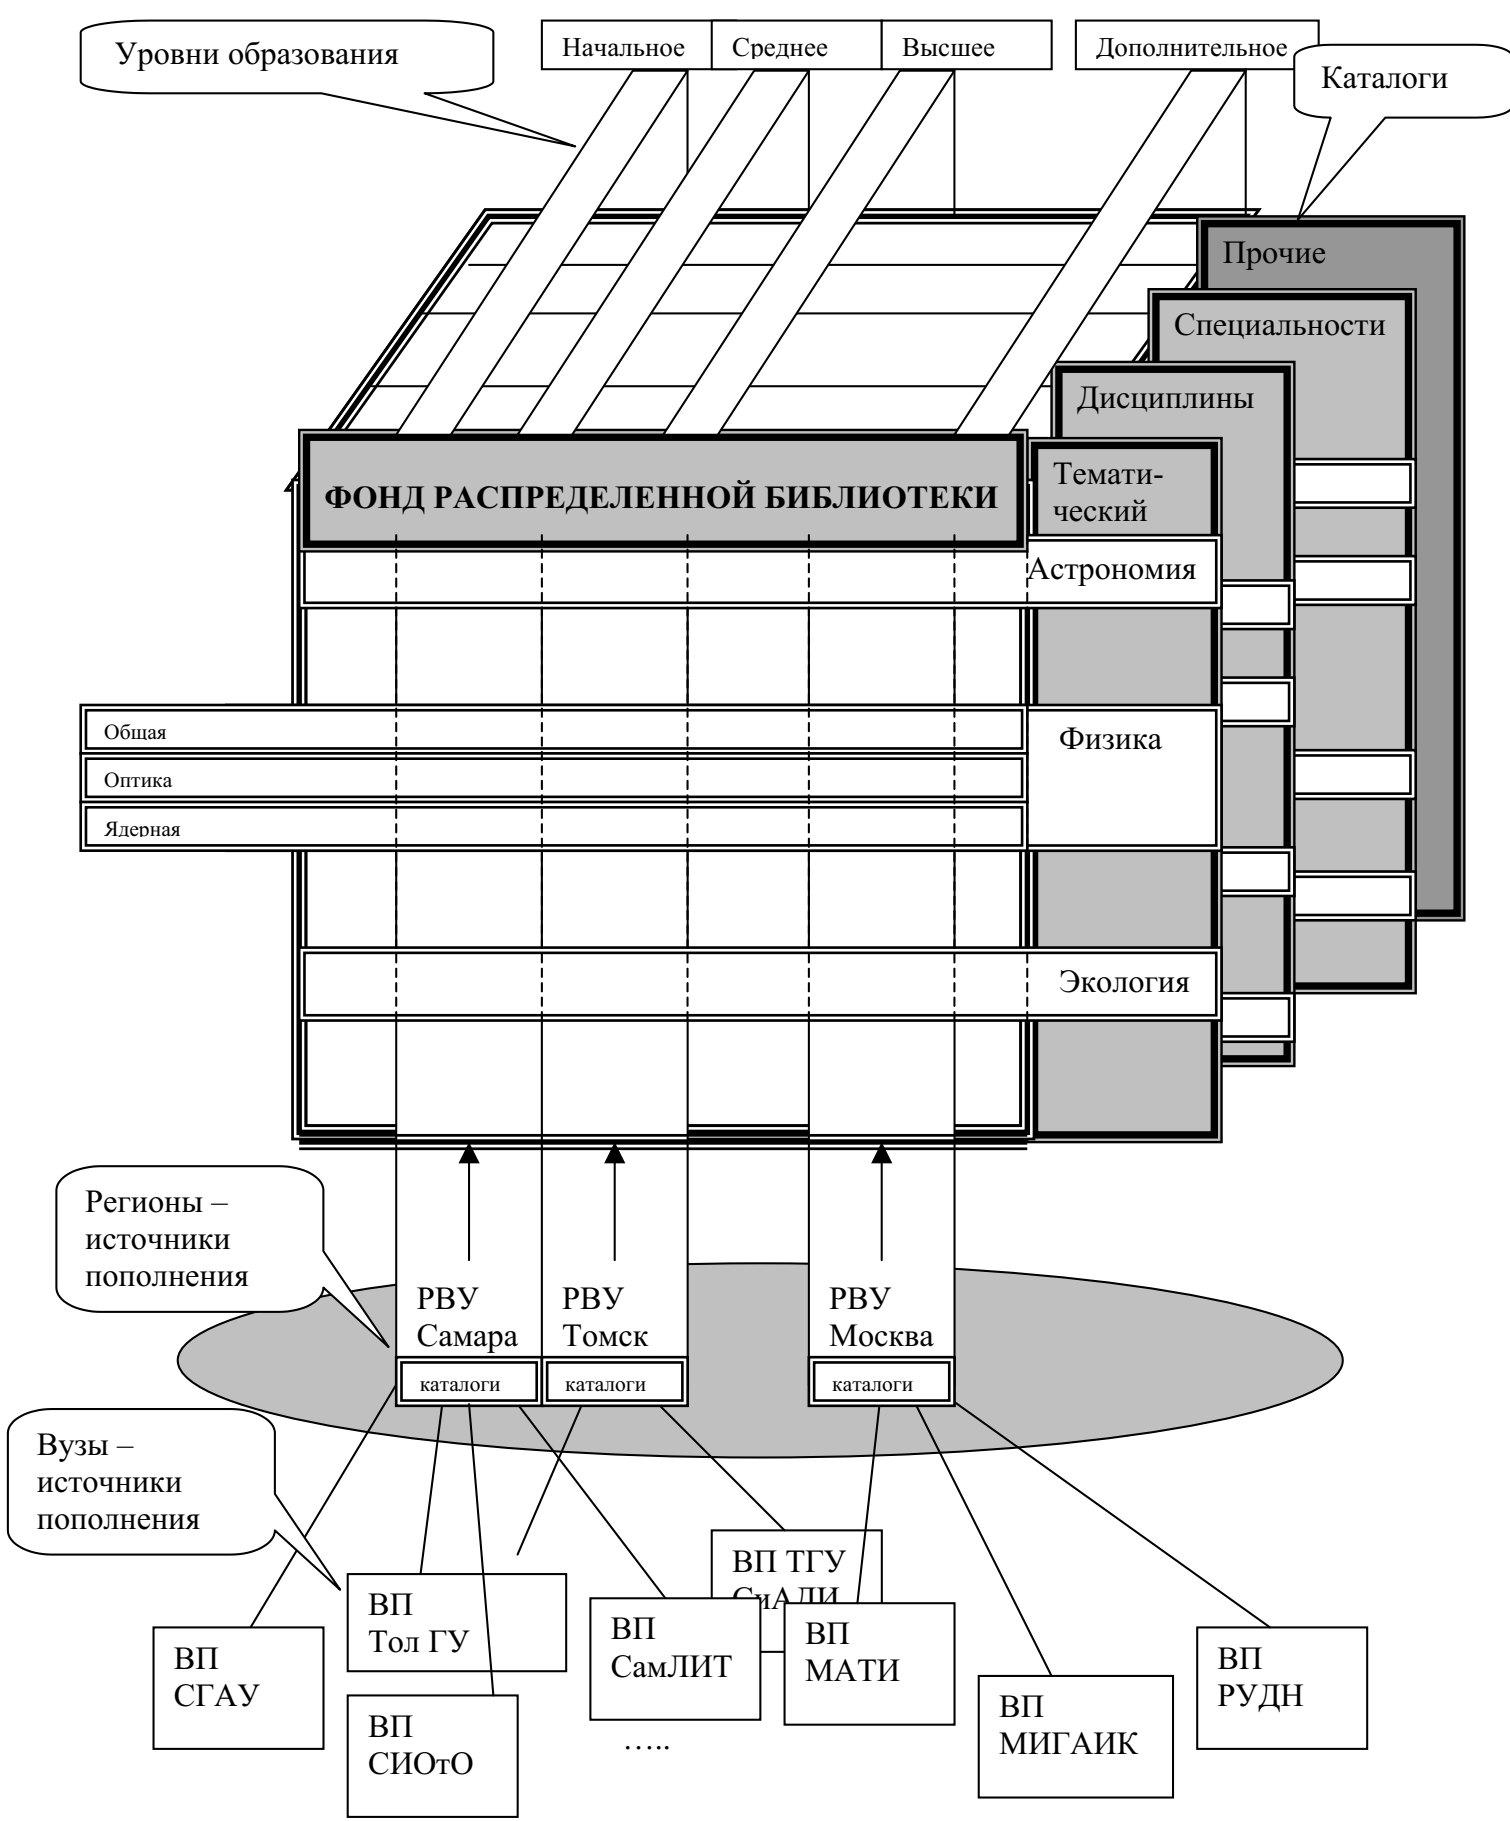 Уровни образования
Начальное
Среднее
Высшее
Дополнительное
Каталоги
Прочие
Специальности
Дисциплины
Темати-
ческий
ФОНД РАСПРЕДЕЛЕННОЙ БИБЛИОТЕКИ
Астрономия
Общая
Физика
Оптика
Ядерная
Экология
Регионы –
источники
пополнения
РВУ
Самара
РВУ
Томск
РВУ
Москва
каталоги
каталоги
каталоги
Вузы –
источники
пополнения
ВП ТГУ
СиАДИ
ВП
Тол ГУ
ВП
СамЛИТ
ВП
МАТИ
ВП
СГАУ
ВП
РУДН
ВП
СИОтО
ВП
МИГАИК
…..